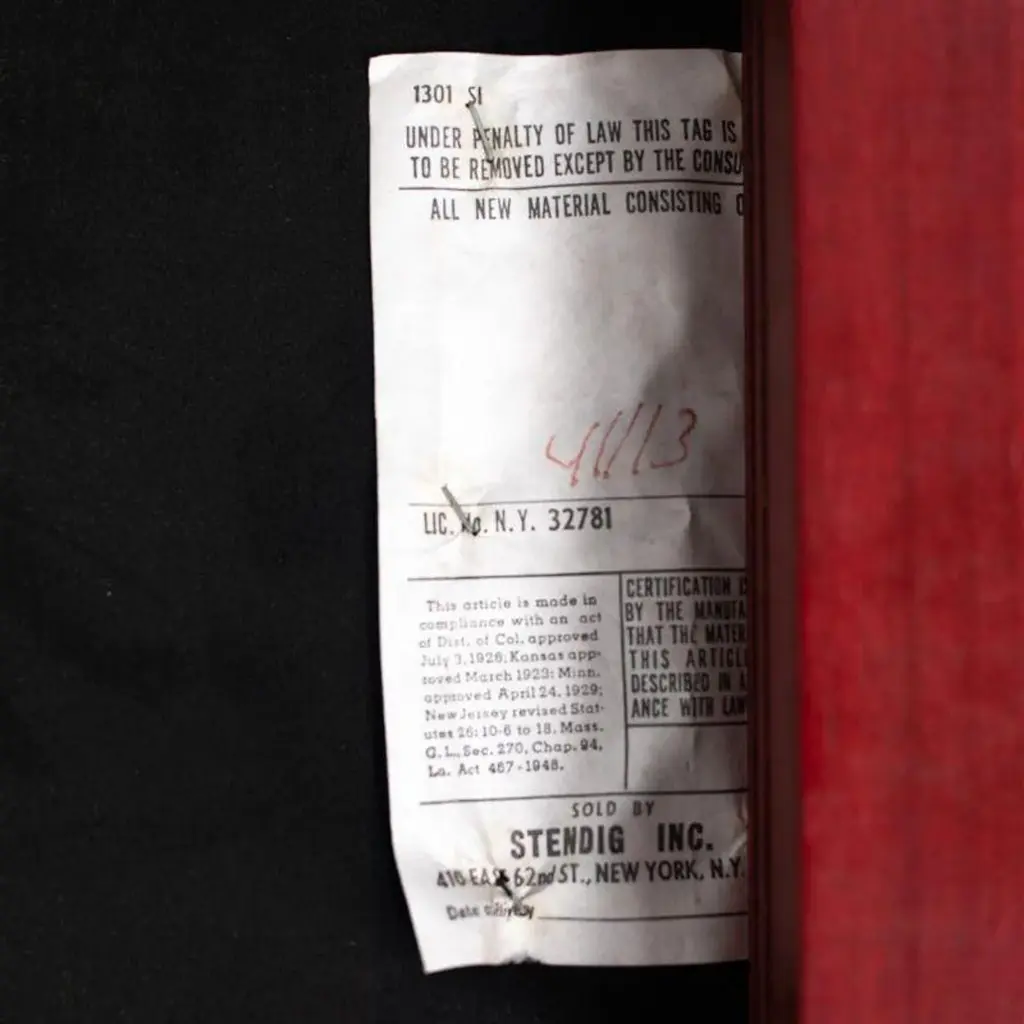 1301 SI
UNDER PENALTY OF LAW THIS TAG IS
TO BE REMOVED EXCEPT BY THE CONSU
ALL NEW MATERIAL CONSISTING O
LIC. No. N.Y. 32781
This article is made in
compliance with an act
of Dist. of Col. approved
July 3, 1926; Kansas app-
roved March 1923; Minn.
approved April 24, 1929;
New Jersey revised Stat-
utes 26:10-6 to 18. Mass.
G. L., Sec. 270, Chap. 94,
La. Act 467-1948.
CERTIFICATION
BY THE MANUFA
THAT THE MATER
THIS ARTICLE
DESCRIBED IN A
ANCE WITH LAW
SOLD BY
STENDIG INC.
410 EAST 62nd ST., NEW YORK, N.Y.
Date